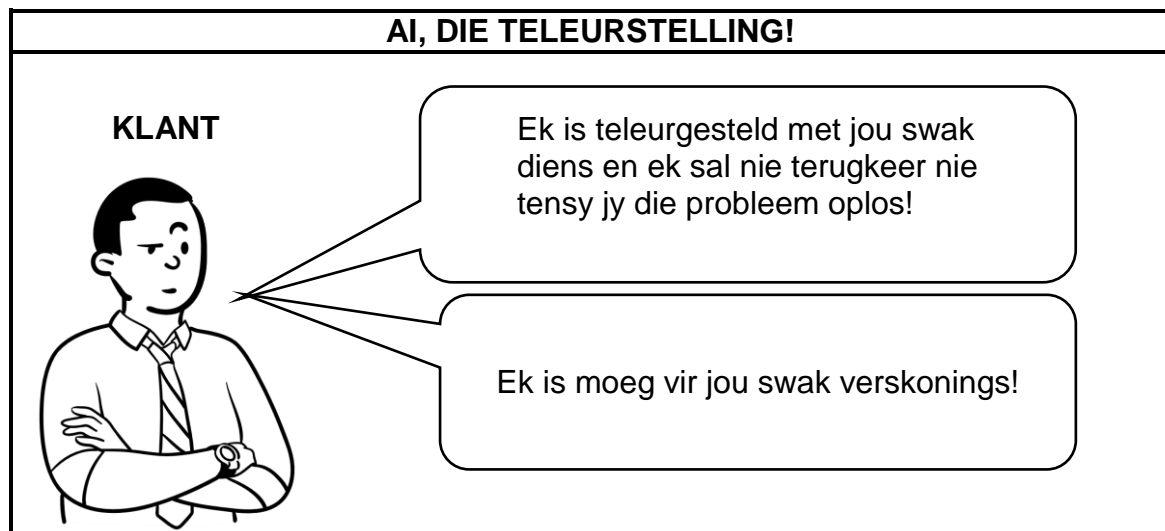 AI, DIE TELEURSTELLING!
KLANT
Ek is teleurgesteld met jou swak
diens en ek sal nie terugkeer nie
tensy jy die probleem oplos!
Ek is moeg vir jou swak verskonings!